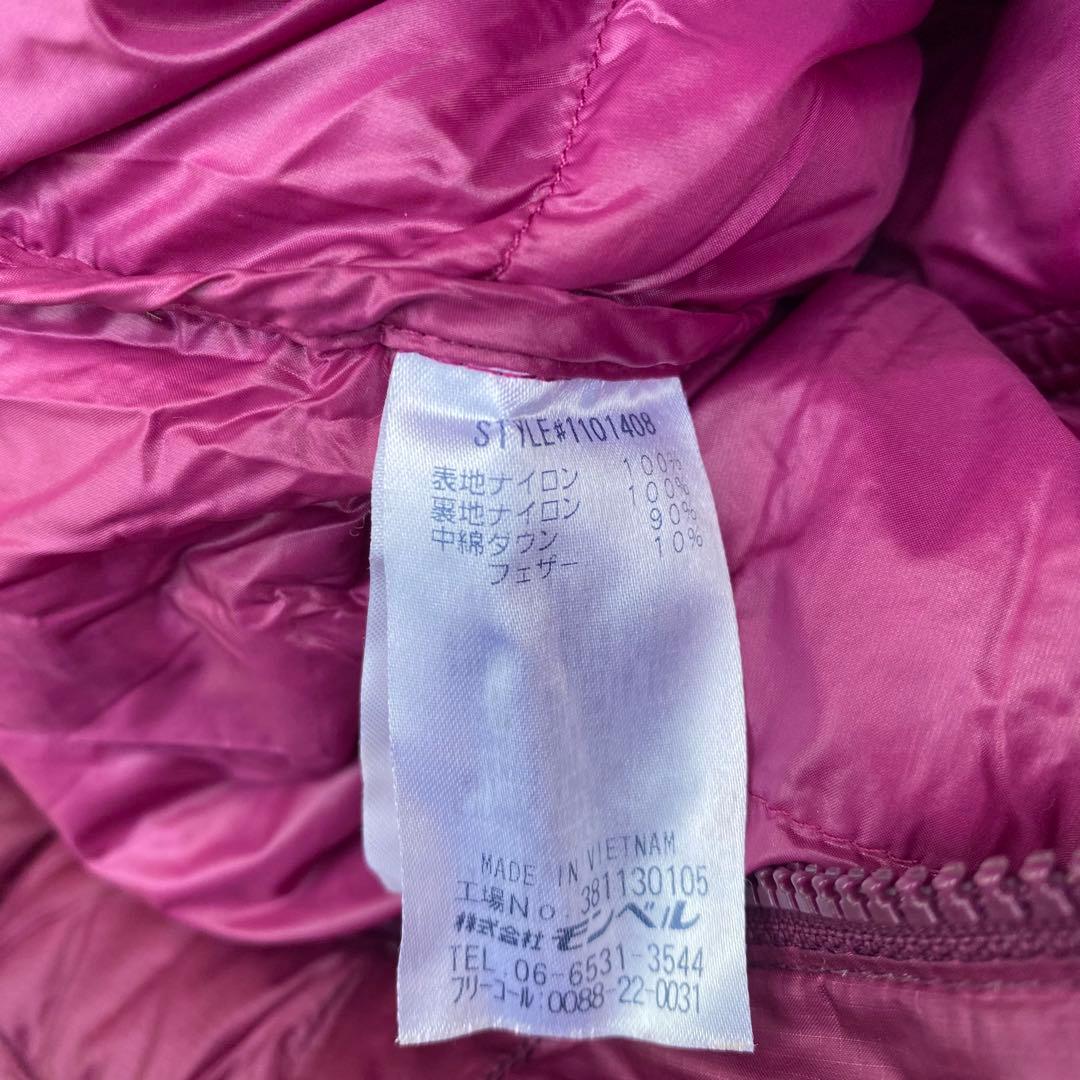 STYLE#1101408
表地ナイロン 100%
裏地ナイロン 100%
中綿ダウン 90%
フェザー 10%
MADE IN VIETNAM
工場No.381130105
株式会社モンベル
TEL 06-6531-3544
フリーコール:0088-22-0031